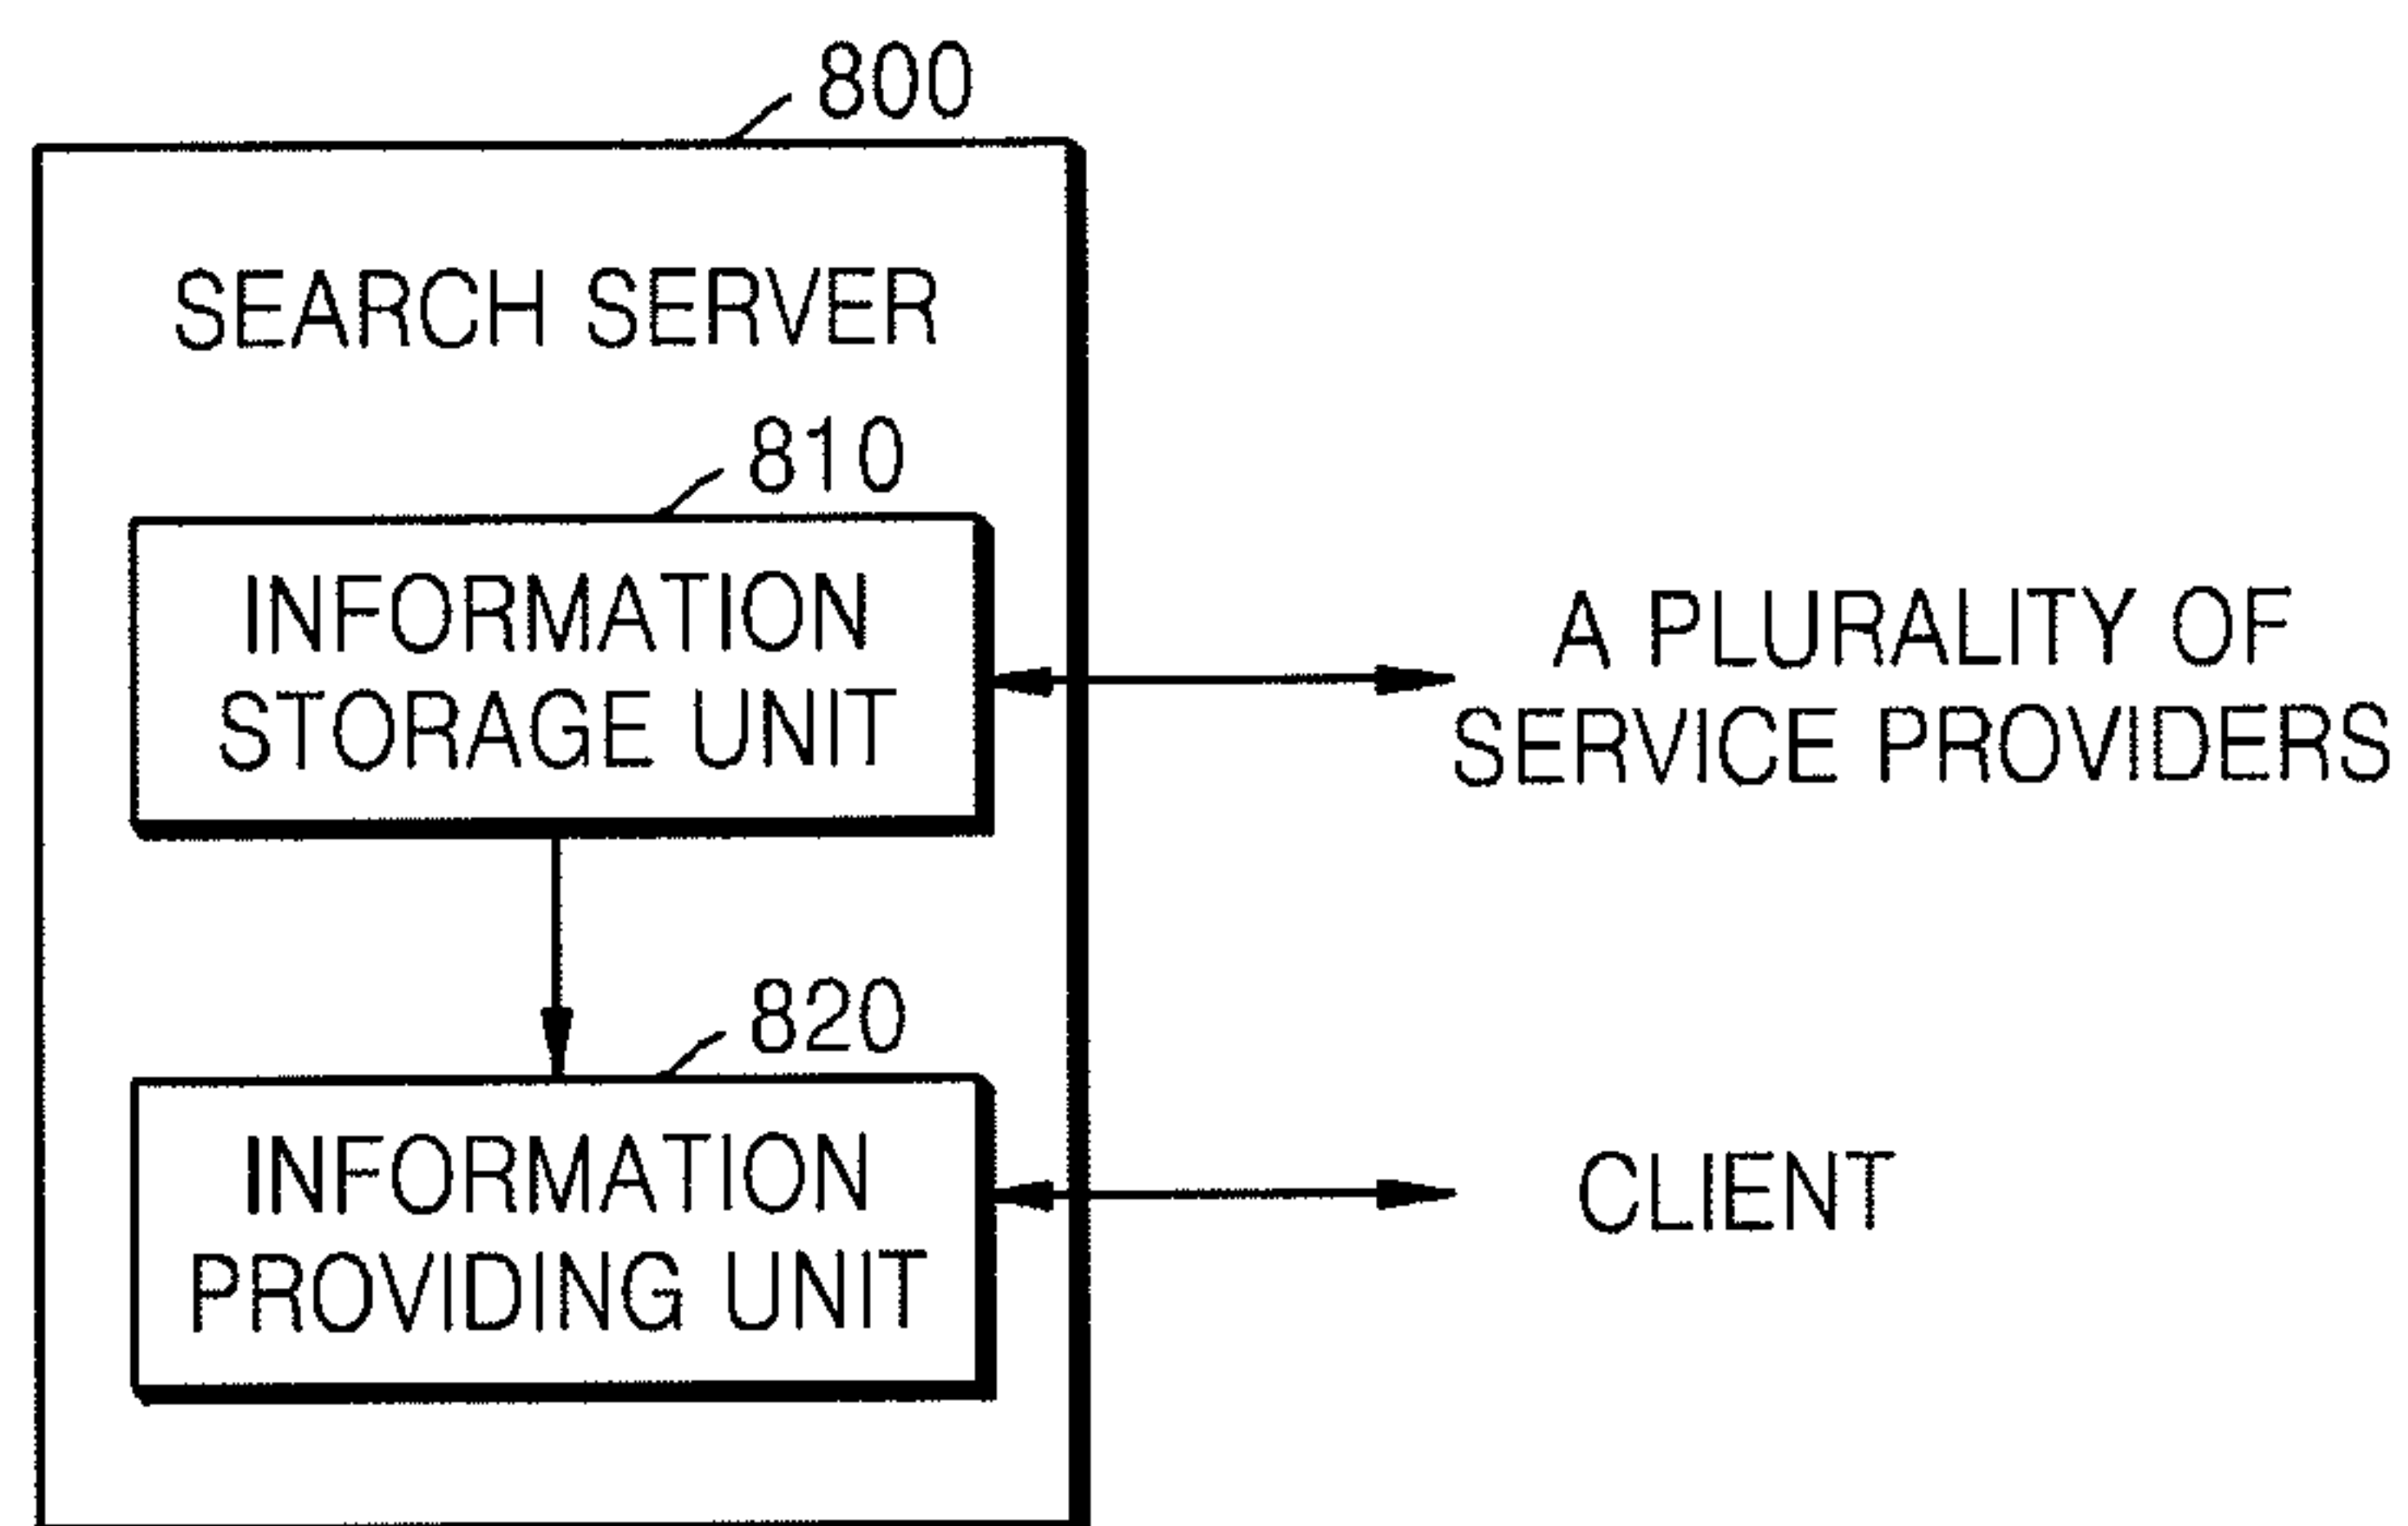 800
SEARCH SERVER
810
INFORMATION
STORAGE UNIT
A PLURALITY OF
SERVICE PROVIDERS
820
INFORMATION
PROVIDING UNIT
CLIENT